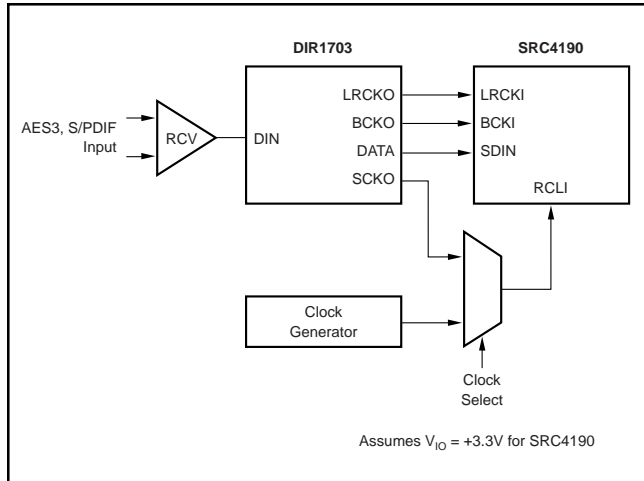 DIR1703
SRC4190
AES3, S/PDIF
Input
RCV
DIN
LRCKO
BCKO
DATA
SCKO
LRCKI
BCKI
SDIN
RCLI
Clock
Generator
Clock
Select
Assumes V_IO = +3.3V for SRC4190